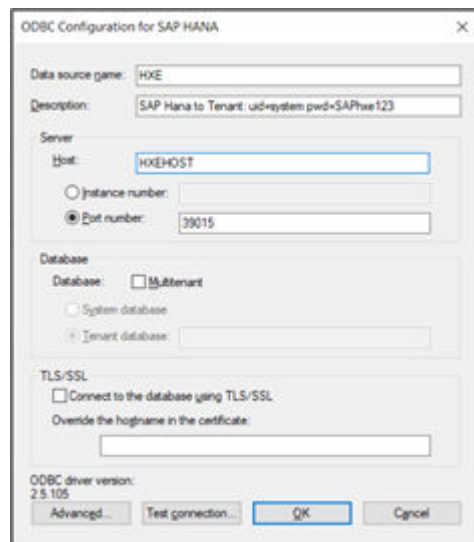 ODBC Configuration for SAP HANA
Data source name: HXE
Description: SAP Hana to Tenant: uid=system pwd=SAPhxe123
Server
Host: HXEHOST
Instance number:
Port number: 39015
Database
Database: Multitenant
System database
Tenant database:
TLS/SSL
Connect to the database using TLS/SSL
Override the hostname in the certificate:
ODBC driver version:
2.5.105
Advanced... Test connection... OK Cancel